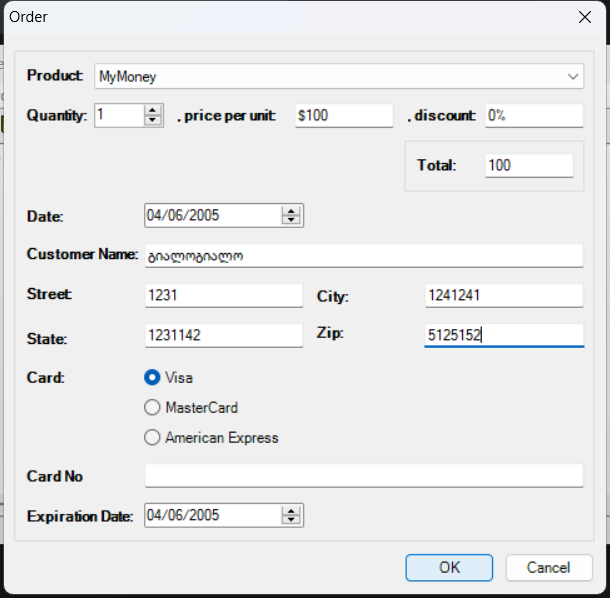 Order
Product: MyMoney
Quantity: 1 , price per unit: $100 , discount: 0%
Total: 100
Date: 04/06/2005
Customer Name: გიალოგიალო
Street: 1231 City: 1241241
State: 1231142 Zip: 5125152
Card: Visa
MasterCard
American Express
Card No
Expiration Date: 04/06/2005
OK Cancel